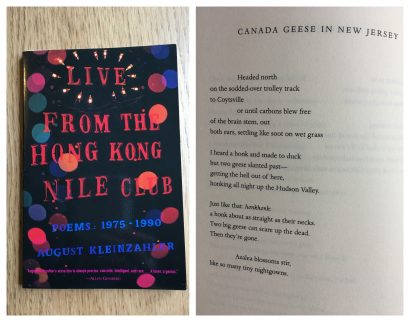 LIVE
FROM THE
HONG KONG
NILE CLUB
POEMS: 1975-1990
AUGUST KLEINZAHLER
—ALLEN GINSBERG
CANADA GEESE IN NEW JERSEY
Headed north
on the sodded-over trolley track
to Coytsville
or until carbons blew free
of the brain stem, out
both ears, settling like soot on wet grass
I heard a honk and made to duck
but two geese slanted past—
getting the hell out of here,
honking all night up the Hudson Valley.
Just like that: honkhonk:
a honk about as straight as their necks.
Two big geese can scare up the dead.
Then they're gone.
Azalea blossoms stir,
like so many tiny nightgowns.